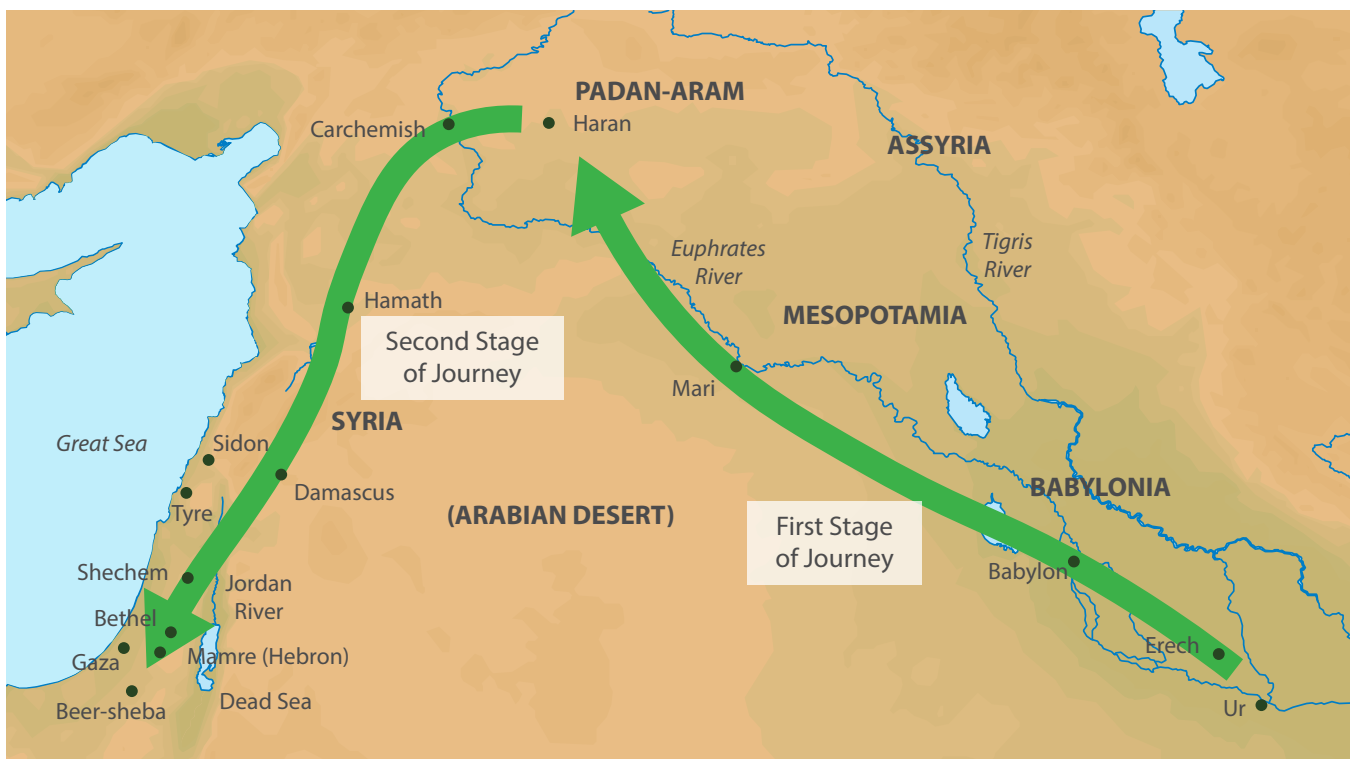 PADAN-ARAM
Carchemish
Haran
ASSYRIA
Euphrates
River
Tigris
River
Hamath
MESOPOTAMIA
Second Stage
of Journey
Mari
SYRIA
Great Sea
Sidon
Damascus
Tyre
(ARABIAN DESERT)
BABYLONIA
First Stage
of Journey
Babylon
Shechem
Jordan
River
Bethel
Erech
Gaza
Mamre (Hebron)
Dead Sea
Beer-sheba
Ur